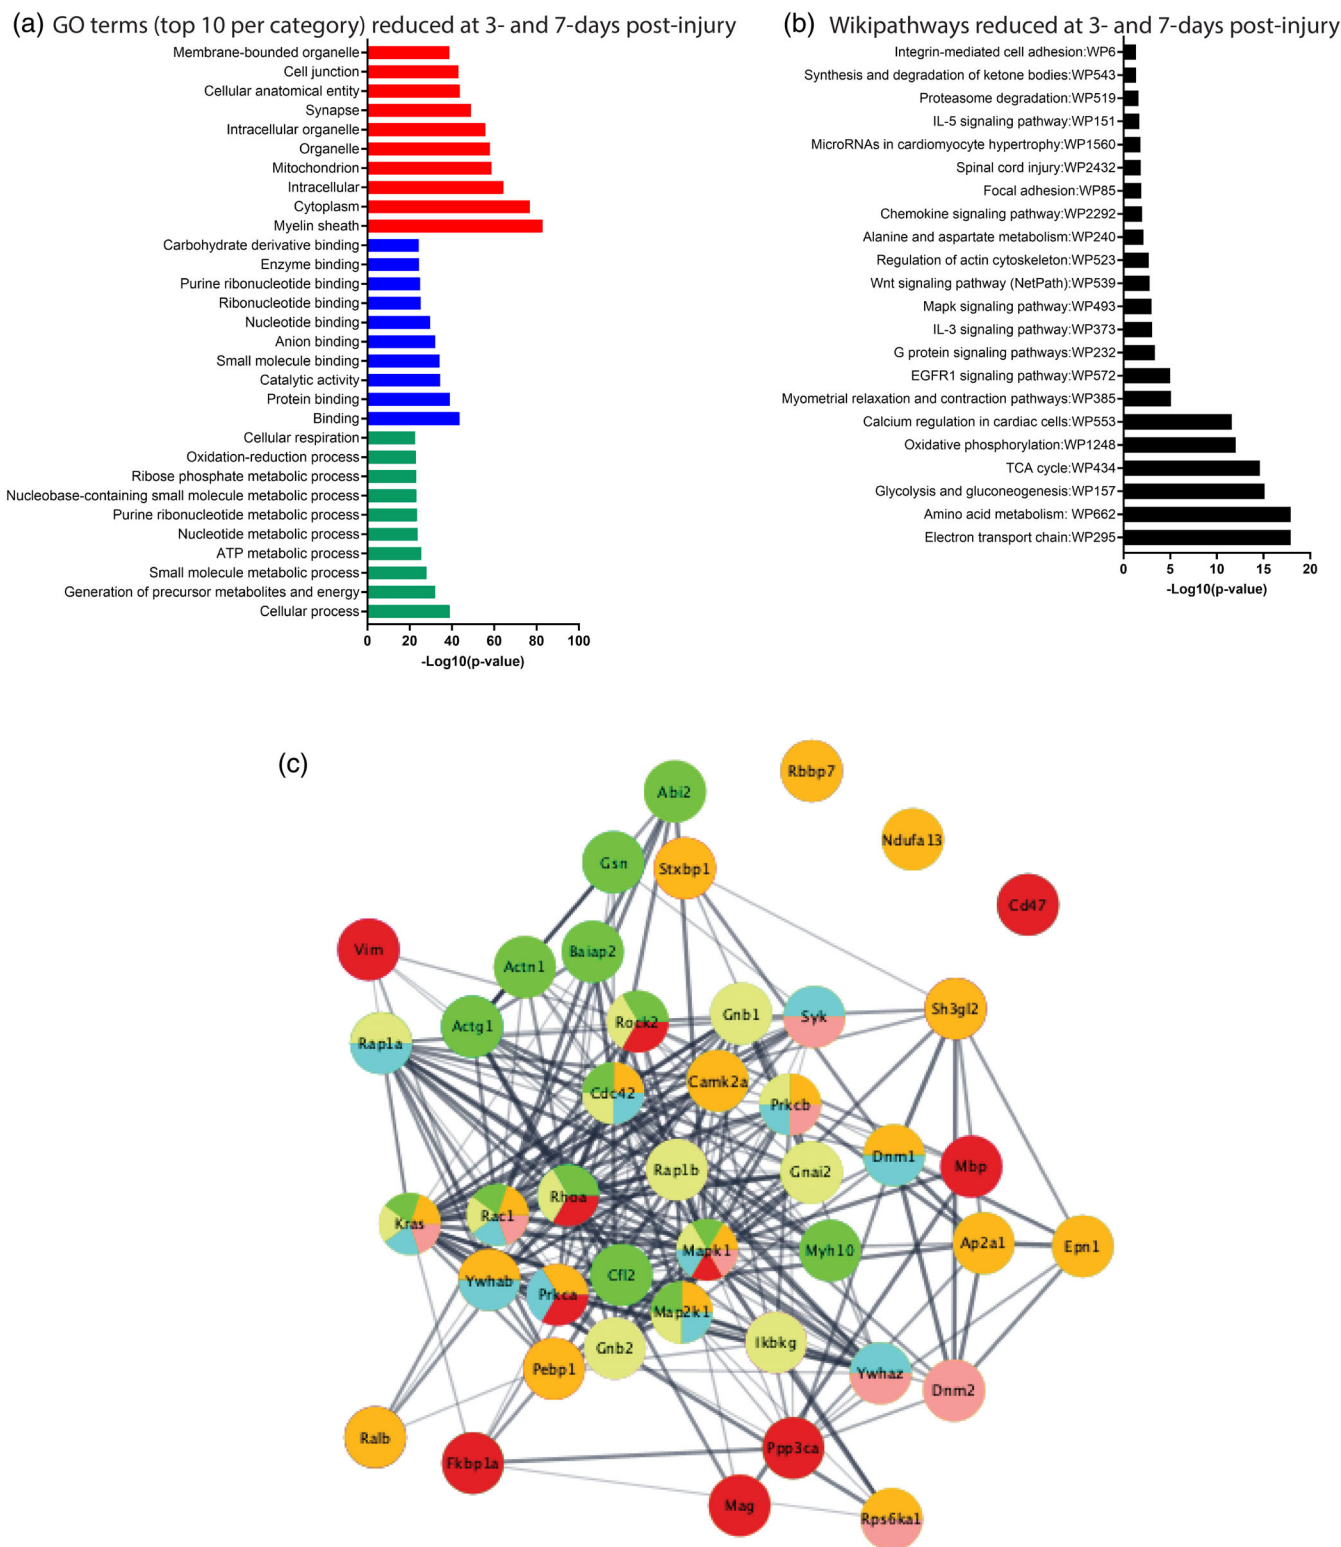 (a) GO terms (top 10 per category) reduced at 3- and 7-days post-injury
Membrane-bounded organelle
Cell junction
Cellular anatomical entity
Synapse
Intracellular organelle
Organelle
Mitochondrion
Intracellular
Cytoplasm
Myelin sheath
Carbohydrate derivative binding
Enzyme binding
Purine ribonucleotide binding
Ribonucleotide binding
Nucleotide binding
Anion binding
Small molecule binding
Catalytic activity
Protein binding
Binding
Cellular respiration
Oxidation-reduction process
Ribose phosphate metabolic process
Nucleobase-containing small molecule metabolic process
Purine ribonucleotide metabolic process
Nucleotide metabolic process
ATP metabolic process
Small molecule metabolic process
Generation of precursor metabolites and energy
Cellular process
0 20 40 60 80 100
-Log10(p-value)
(b) Wikipathways reduced at 3- and 7-days post-injury
Integrin-mediated cell adhesion:WP6
Synthesis and degradation of ketone bodies:WP543
Proteasome degradation:WP519
IL-5 signaling pathway:WP151
MicroRNAs in cardiomyocyte hypertrophy:WP1560
Spinal cord injury:WP2432
Focal adhesion:WP85
Chemokine signaling pathway:WP2292
Alanine and aspartate metabolism:WP240
Regulation of actin cytoskeleton:WP523
Wnt signaling pathway (NetPath):WP539
Mapk signaling pathway:WP493
IL-3 signaling pathway:WP373
G protein signaling pathways:WP232
EGFR1 signaling pathway:WP572
Myometrial relaxation and contraction pathways:WP385
Calcium regulation in cardiac cells:WP553
Oxidative phosphorylation:WP1248
TCA cycle:WP434
Glycolysis and gluconeogenesis:WP157
Amino acid metabolism: WP662
Electron transport chain:WP295
0 5 10 15 20
-Log10(p-value)
(c)
Rbbp7
Abi2
Ndufa13
Gsn
Stxbp1
Cd47
Vim
Baiap2
Actn1
Sh3gl2
Gnb1
Syk
Rock2
Actg1
Rap1a
Camk2a
Cdc42
Prkcb
Dnm1
Mbp
Rap1b
Gnai2
Rhoa
Rac1
Kras
Ap2a1
Epn1
Mapk1
Myh10
Cfl2
Ywhab
Prkca
Map2k1
Ikbkg
Gnb2
Pebp1
Ywhaz
Dnm2
Ralb
Ppp3ca
Fkbp1a
Mag
Rps6ka1